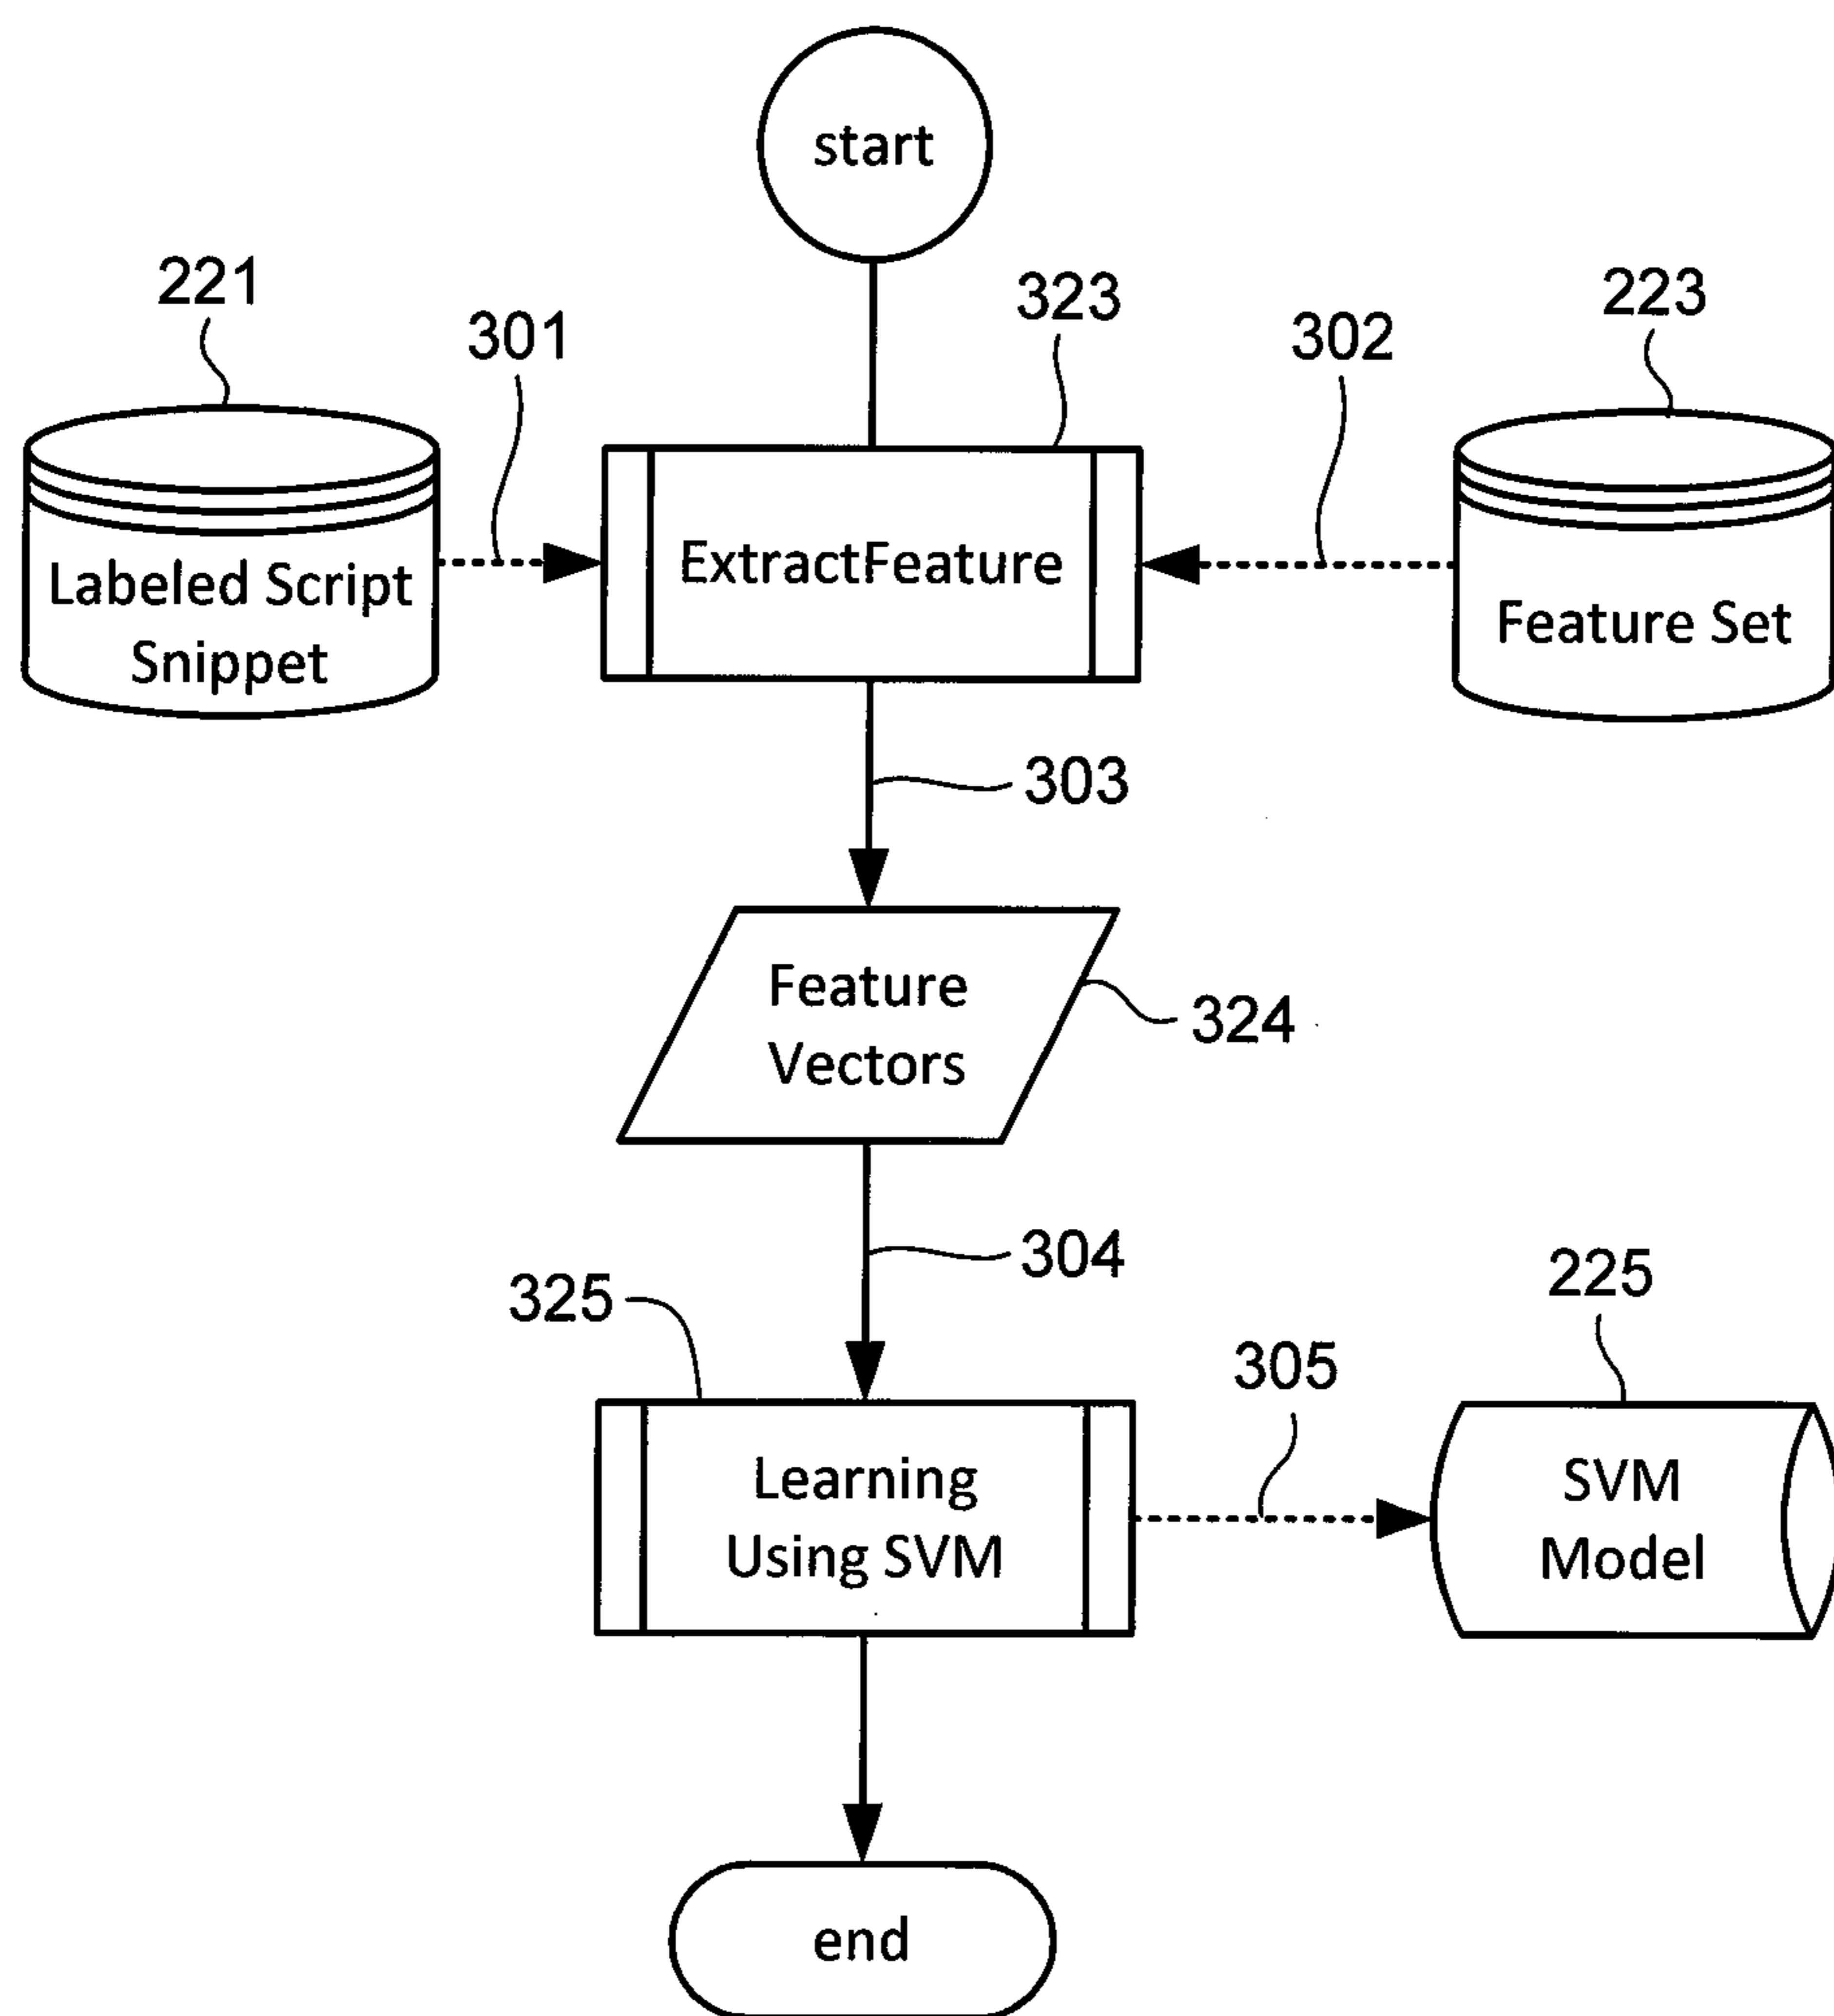 start
221
301
323
302
223
Labeled Script
Snippet
ExtractFeature
Feature Set
303
Feature
Vectors
324
304
325
305
225
Learning
Using SVM
SVM
Model
end